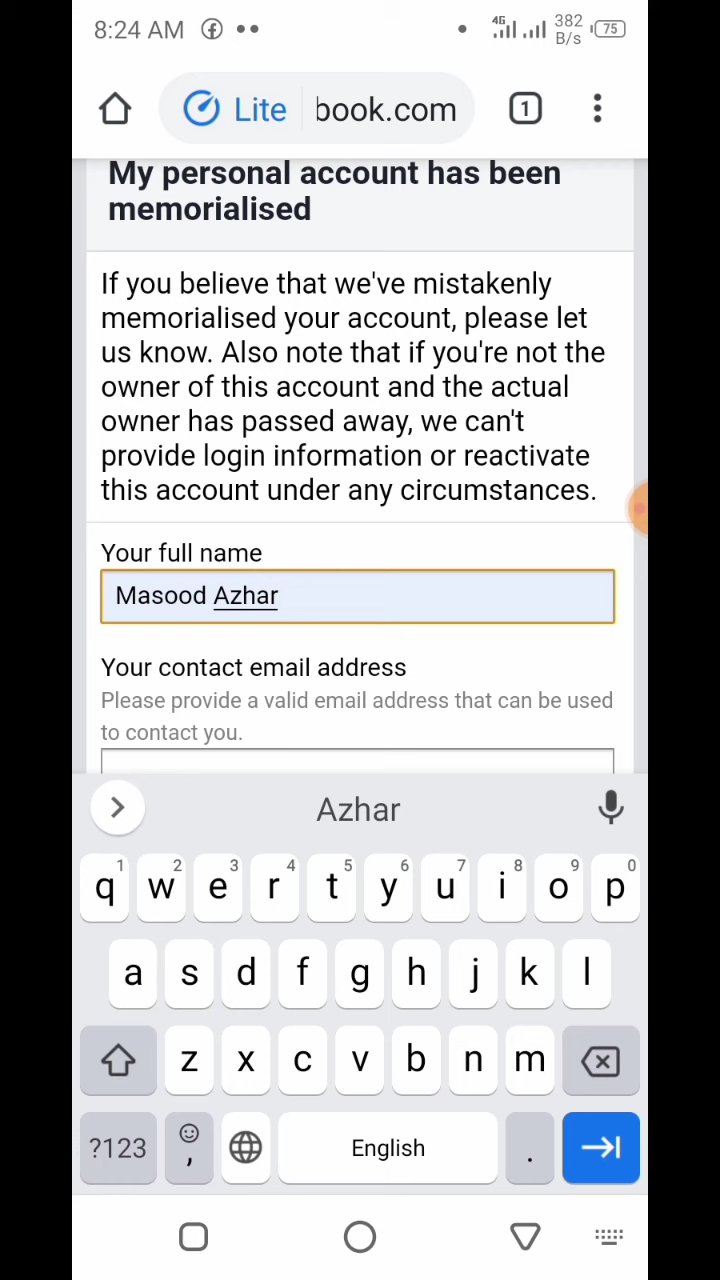 8:24 AM 4G 382 B/s 75
Lite book.com 1
My personal account has been
memorialised
If you believe that we've mistakenly
memorialised your account, please let
us know. Also note that if you're not the
owner of this account and the actual
owner has passed away, we can't
provide login information or reactivate
this account under any circumstances.
Your full name
Masood Azhar
Your contact email address
Please provide a valid email address that can be used
to contact you.
Azhar
1 2 3 4 5 6 7 8 9 0
q w e r t y u i o p
a s d f g h j k l
z x c v b n m
?123 , English .